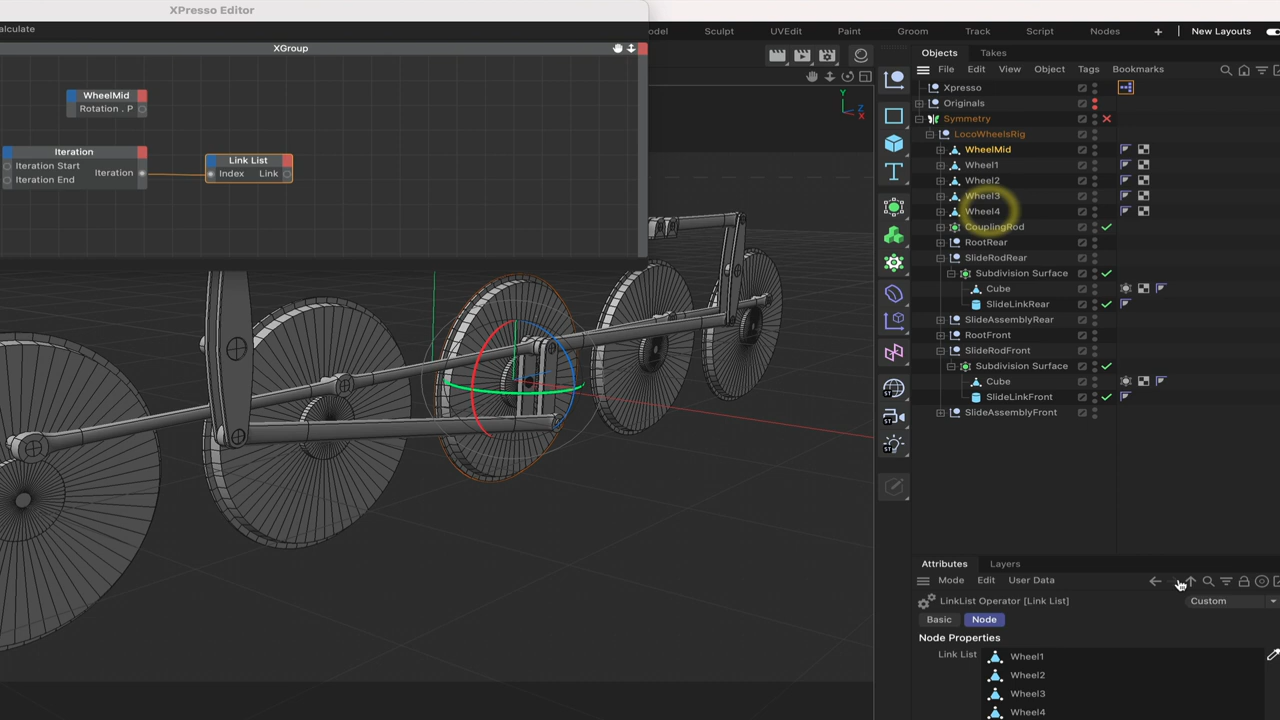 XPresso Editor
alculate
XGroup
WheelMid
Rotation . P
Iteration
Iteration Start
Iteration
Iteration End
Link List
Index Link
odel Sculpt UVEdit Paint Groom Track Script Nodes + New Layouts
Objects Takes
File Edit View Object Tags Bookmarks
Xpresso
Originals
Symmetry
LocoWheelsRig
WheelMid
Wheel1
Wheel2
Wheel3
Wheel4
CouplingRod
RootRear
SlideRodRear
Subdivision Surface
Cube
SlideLinkRear
SlideAssemblyRear
RootFront
SlideRodFront
Subdivision Surface
Cube
SlideLinkFront
SlideAssemblyFront
Y
Z
X
T
ST
ST
ST
Attributes Layers
Mode Edit User Data
LinkList Operator [Link List] Custom
Basic Node
Node Properties
Link List Wheel1
Wheel2
Wheel3
Wheel4